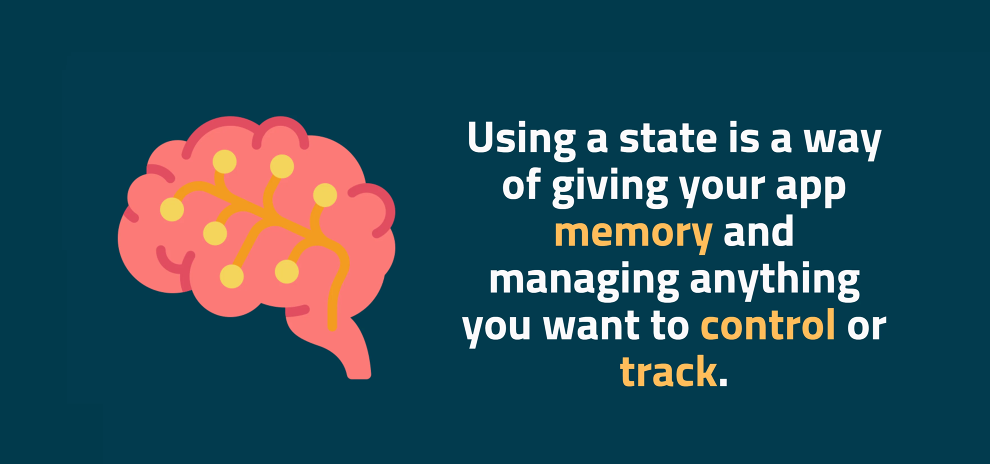 Using a state is a way
of giving your app
memory and
managing anything
you want to control or
track.